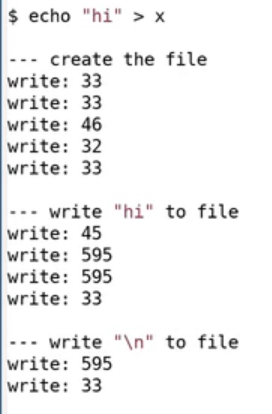 $ echo "hi" > x
--- create the file
write: 33
write: 33
write: 46
write: 32
write: 33
--- write "hi" to file
write: 45
write: 595
write: 595
write: 33
--- write "\n" to file
write: 595
write: 33